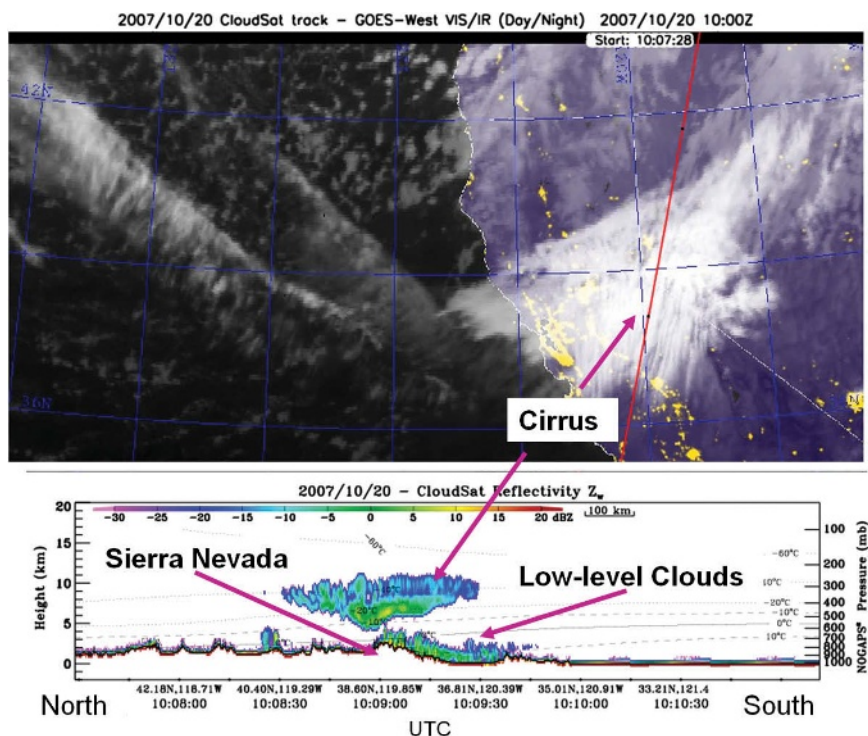 2007/10/20 CloudSat track - GOES-West VIS/IR (Day/Night) 2007/10/20 10:00Z
Start: 10:07:28
42N
36N
Cirrus
2007/10/20 - CloudSat Reflectivity Zw
-30 -25 -20 -15 -10 -5 0 5 10 15 20 dBZ
100 km
20
15
10
5
0
Height (km)
100
200
300
400
500
600
700
800
900
1000
NOGAPS* Pressure (mb)
-60°C
-60°C
-20°C
-20°C
-10°C
-10°C
0°C
10°C
Sierra Nevada
Low-level Clouds
42.18N,118.71W 40.40N,119.29W 38.60N,119.85W 36.81N,120.39W 35.01N,120.91W 33.21N,121.4
10:08:00 10:08:30 10:09:00 10:09:30 10:10:00 10:10:30
North
South
UTC